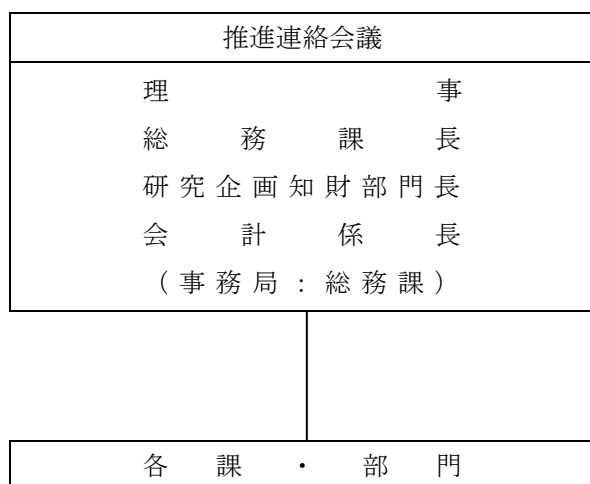 推進連絡会議
理事
総務課長
研究企画知財部門長
会計係長
（事務局：総務課）
各課・部門